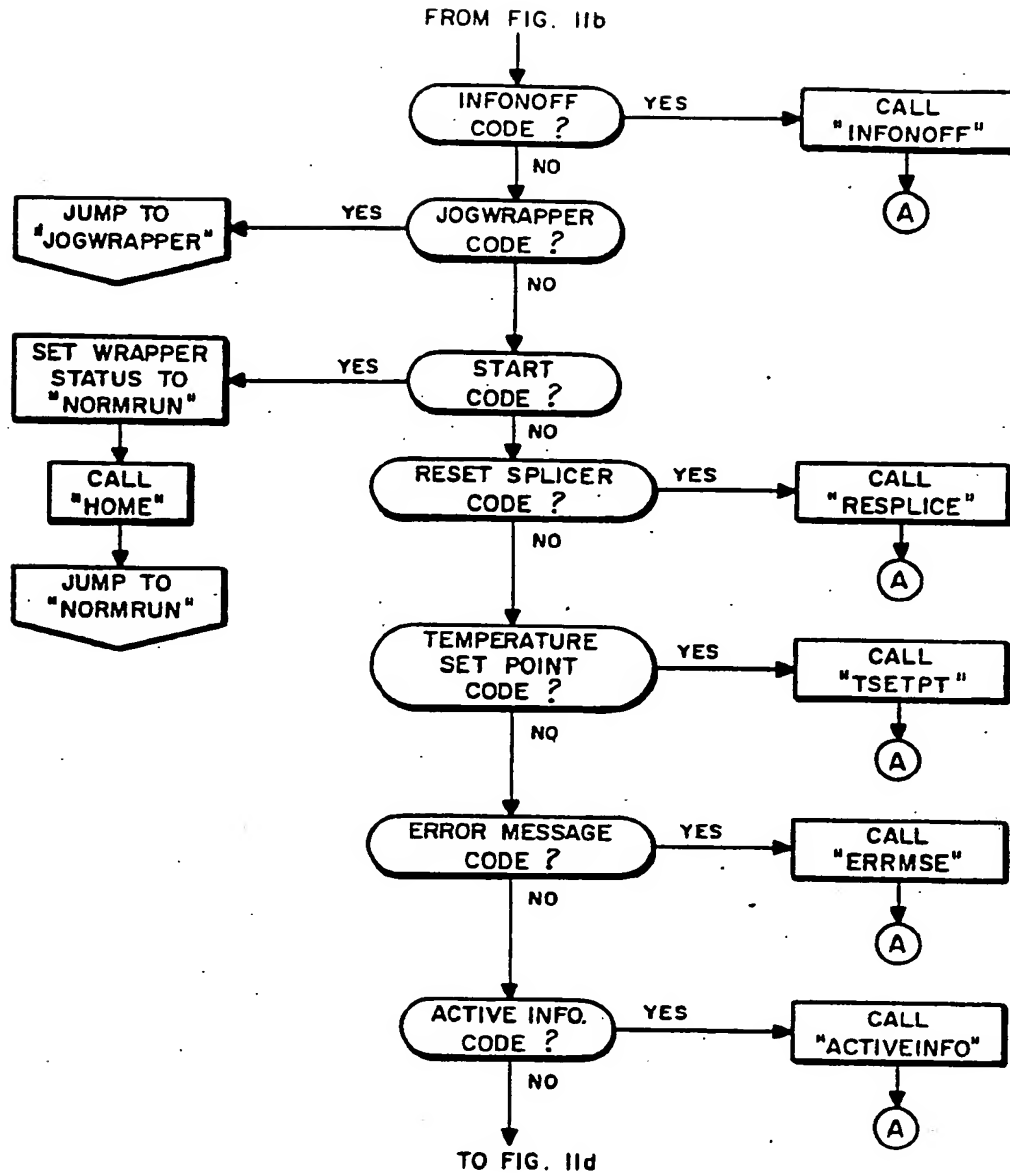 FROM FIG. 11b
INFONOFF
CODE ?
YES
CALL
"INFONOFF"
A
NO
JOGWRAPPER
CODE ?
YES
JUMP TO
"JOGWRAPPER"
NO
START
CODE ?
YES
SET WRAPPER
STATUS TO
"NORMRUN"
CALL
"HOME"
JUMP TO
"NORMRUN"
NO
RESET SPLICER
CODE ?
YES
CALL
"RESPLICE"
A
NO
TEMPERATURE
SET POINT
CODE ?
YES
CALL
"TSETPT"
A
NO
ERROR MESSAGE
CODE ?
YES
CALL
"ERRMSE"
A
NO
ACTIVE INFO.
CODE ?
YES
CALL
"ACTIVEINFO"
A
NO
TO FIG. 11d